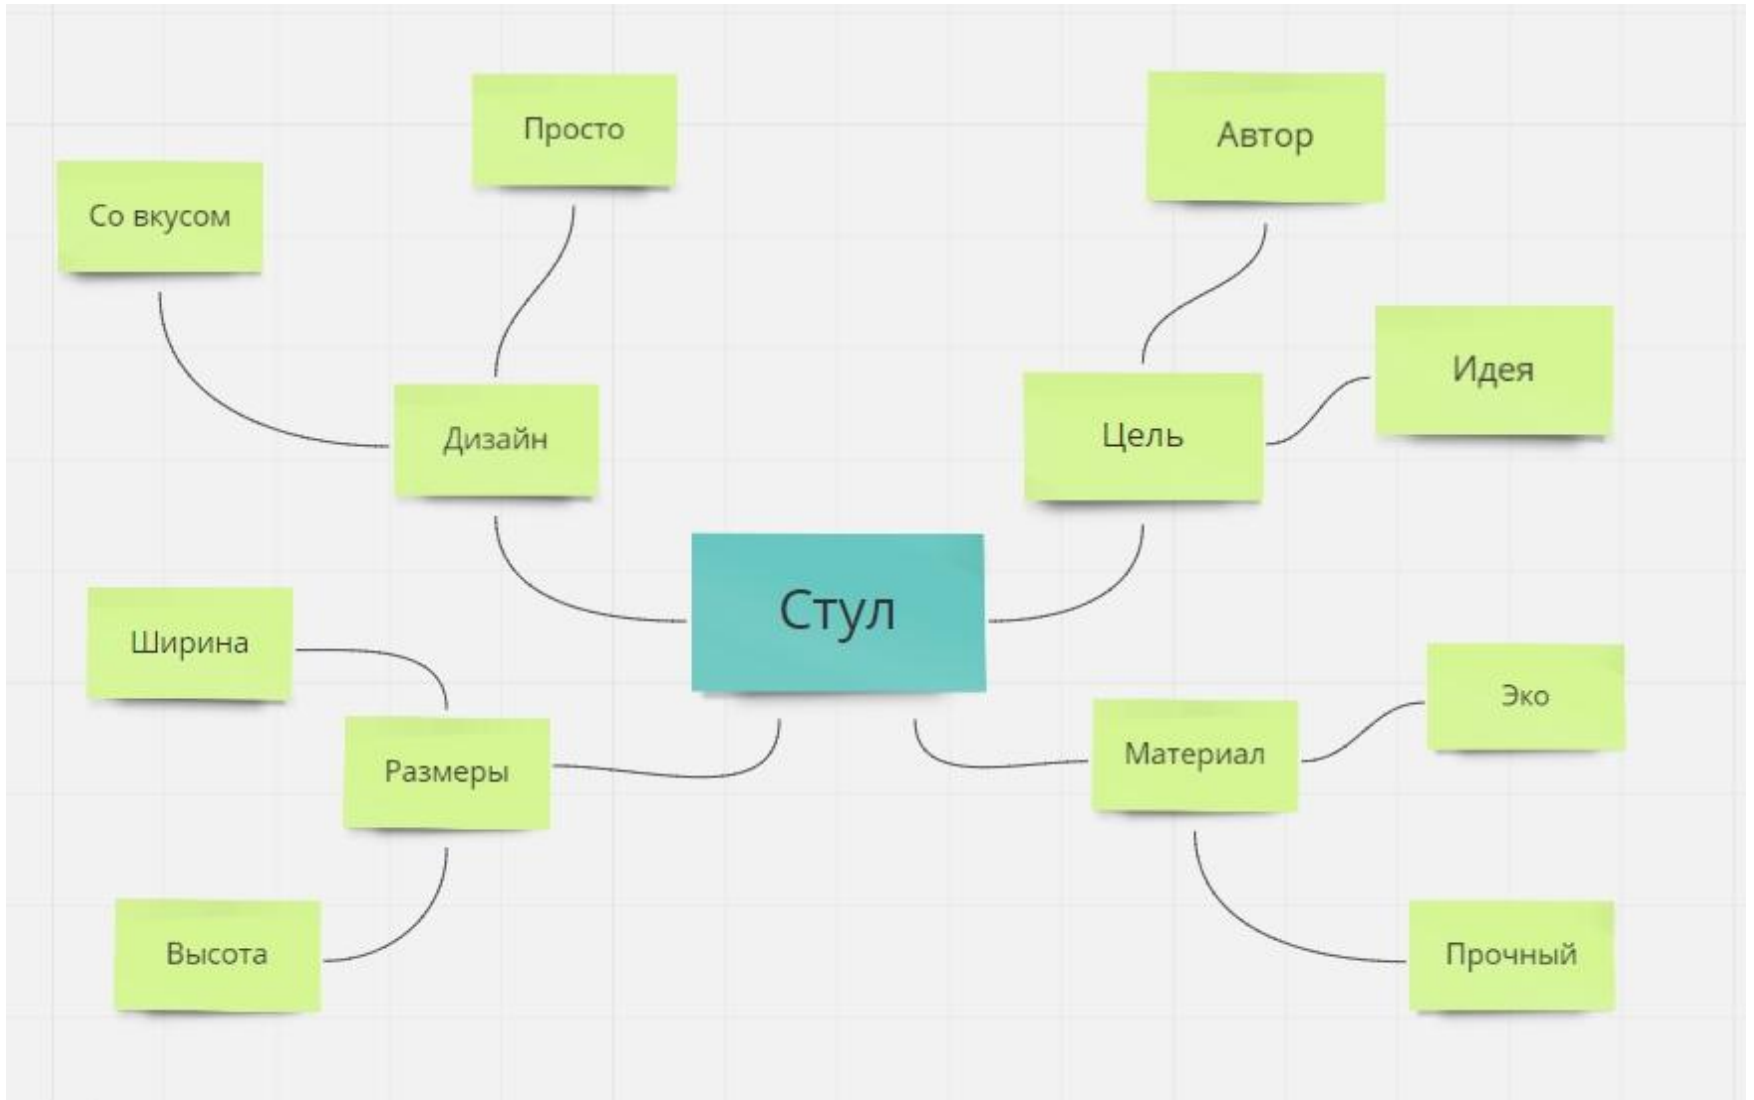 Просто
Автор
Со вкусом
Идея
Дизайн
Цель
Стул
Ширина
Эко
Размеры
Материал
Высота
Прочный